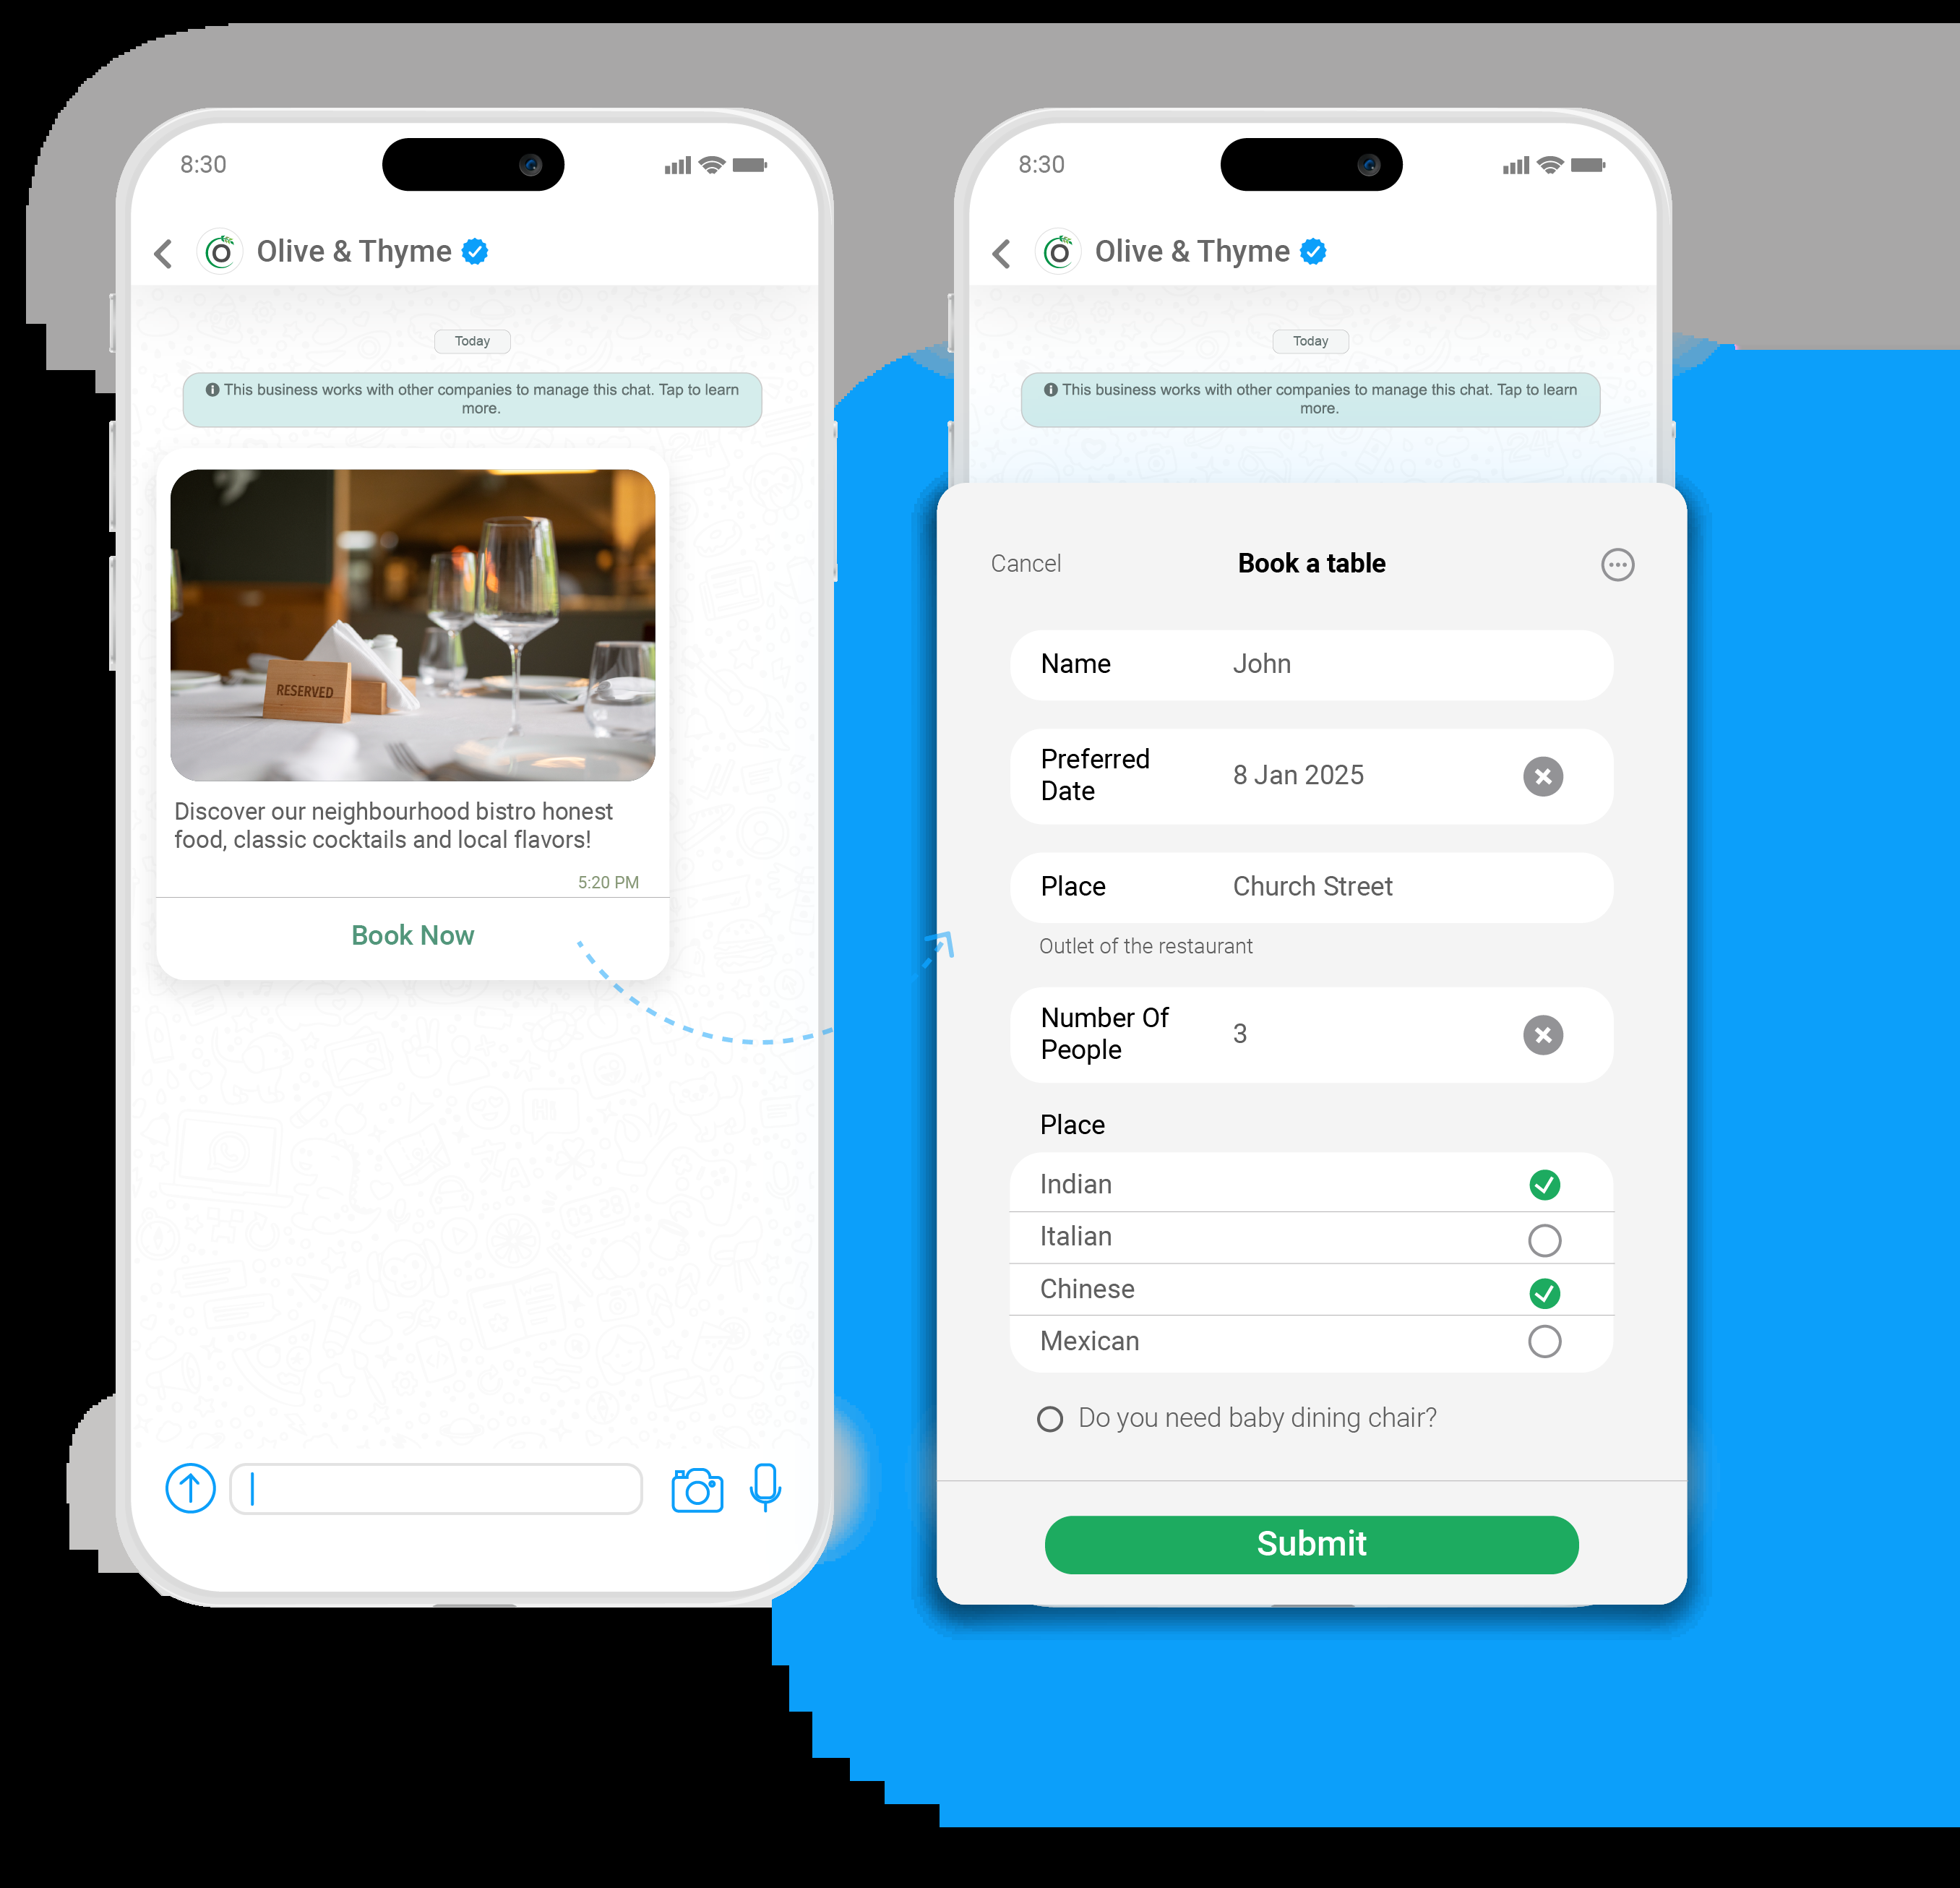 8:30
Olive & Thyme
Today
This business works with other companies to manage this chat. Tap to learn
more.
RESERVED
Discover our neighbourhood bistro honest
food, classic cocktails and local flavors!
5:20 PM
Book Now
8:30
Olive & Thyme
Today
This business works with other companies to manage this chat. Tap to learn
more.
Cancel
Book a table
Name
John
Preferred
Date
8 Jan 2025
Place
Church Street
Outlet of the restaurant
Number Of
People
3
Place
Indian
Italian
Chinese
Mexican
Do you need baby dining chair?
Submit